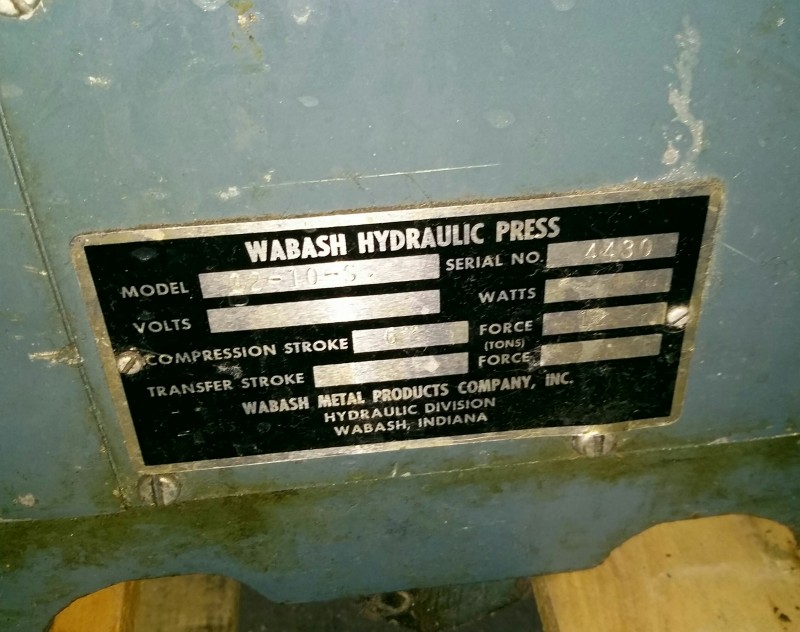 WABASH HYDRAULIC PRESS
MODEL
SERIAL NO. 4430
VOLTS
WATTS
COMPRESSION STROKE 6"
FORCE
(TONS)
TRANSFER STROKE
FORCE
WABASH METAL PRODUCTS COMPANY, INC.
HYDRAULIC DIVISION
WABASH, INDIANA